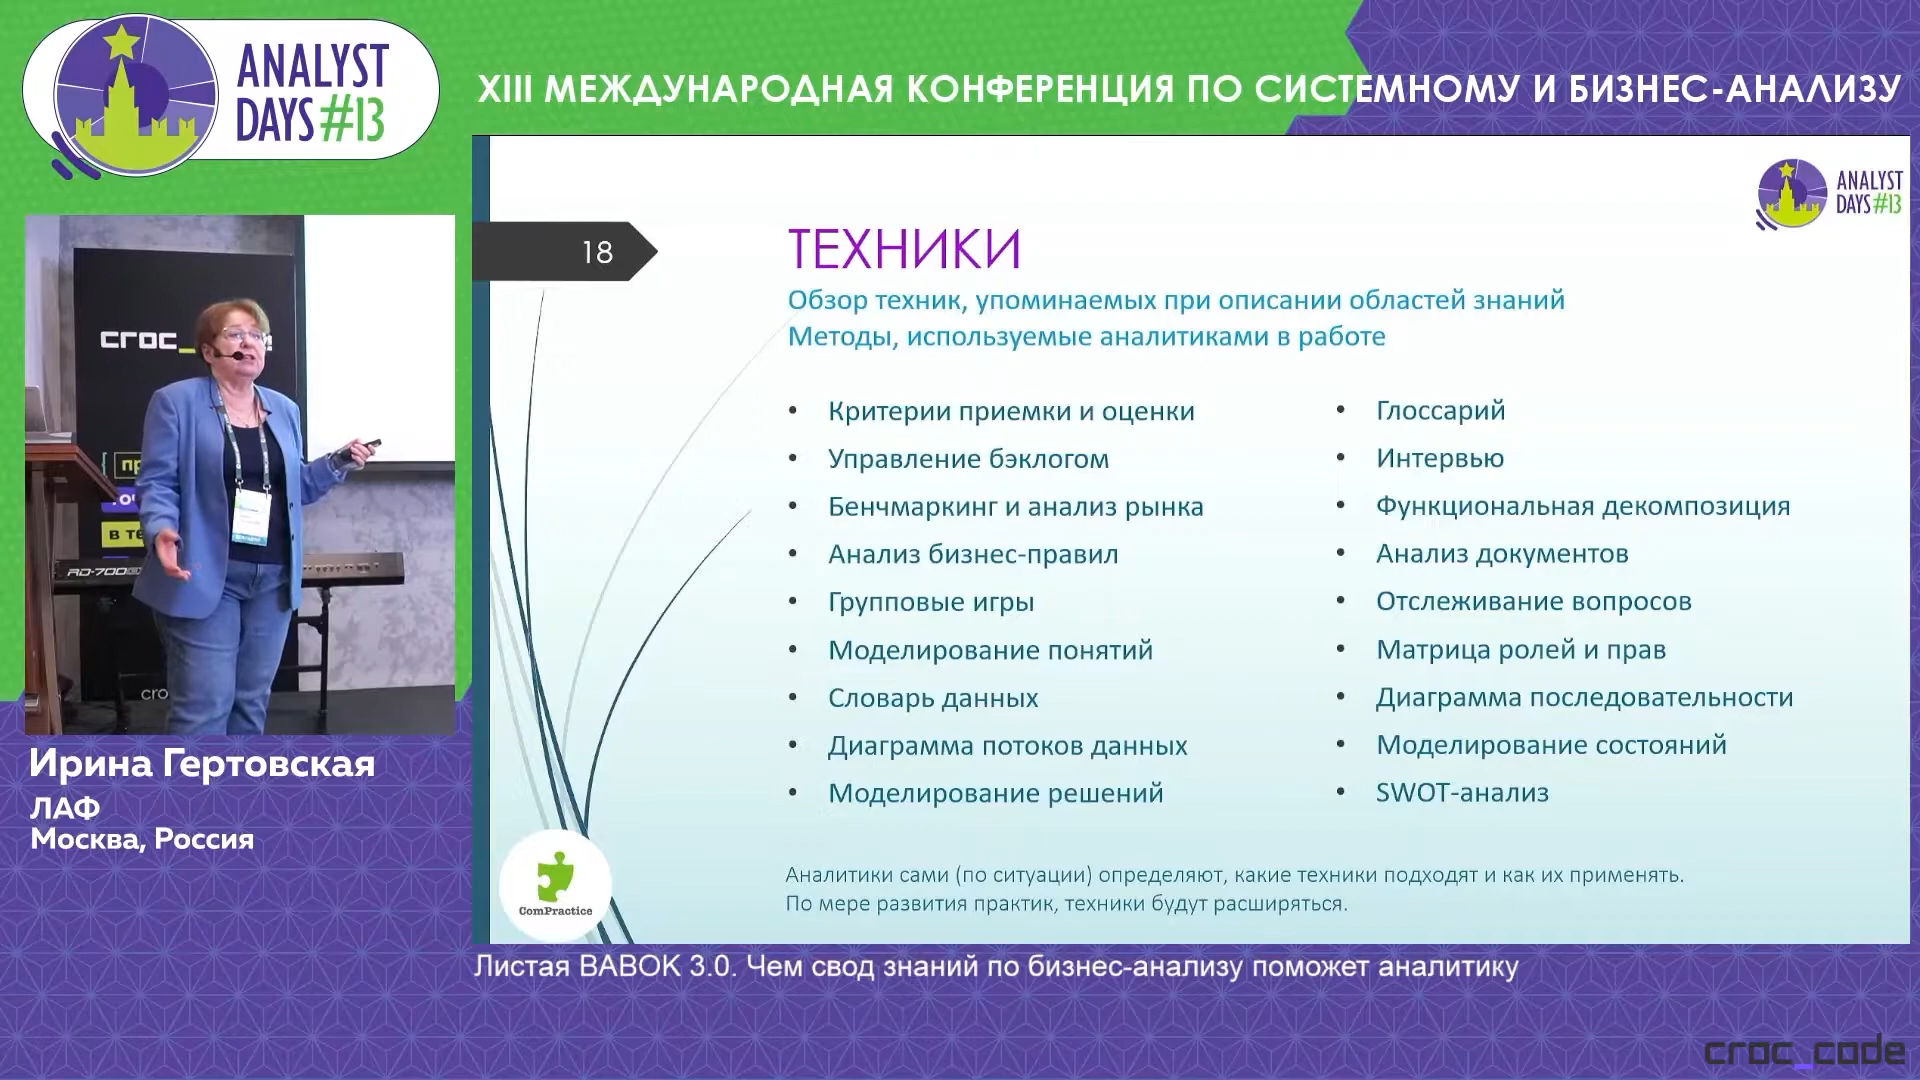 ANALYST
DAYS #13
XIII МЕЖДУНАРОДНАЯ КОНФЕРЕНЦИЯ ПО СИСТЕМНОМУ И БИЗНЕС-АНАЛИЗУ
ANALYST
DAYS #13
18
ТЕХНИКИ
Обзор техник, упоминаемых при описании областей знаний
Методы, используемые аналитиками в работе
• Критерии приемки и оценки
• Управление бэклогом
• Бенчмаркинг и анализ рынка
• Анализ бизнес-правил
• Групповые игры
• Моделирование понятий
• Словарь данных
• Диаграмма потоков данных
• Моделирование решений
• Глоссарий
• Интервью
• Функциональная декомпозиция
• Анализ документов
• Отслеживание вопросов
• Матрица ролей и прав
• Диаграмма последовательности
• Моделирование состояний
• SWOT-анализ
Аналитики сами (по ситуации) определяют, какие техники подходят и как их применять.
По мере развития практик, техники будут расширяться.
ComPractice
croc_
RD-700
cro
Ирина Гертовская
ЛАФ
Москва, Россия
Листая BABOK 3.0. Чем свод знаний по бизнес-анализу поможет аналитику
croc_code